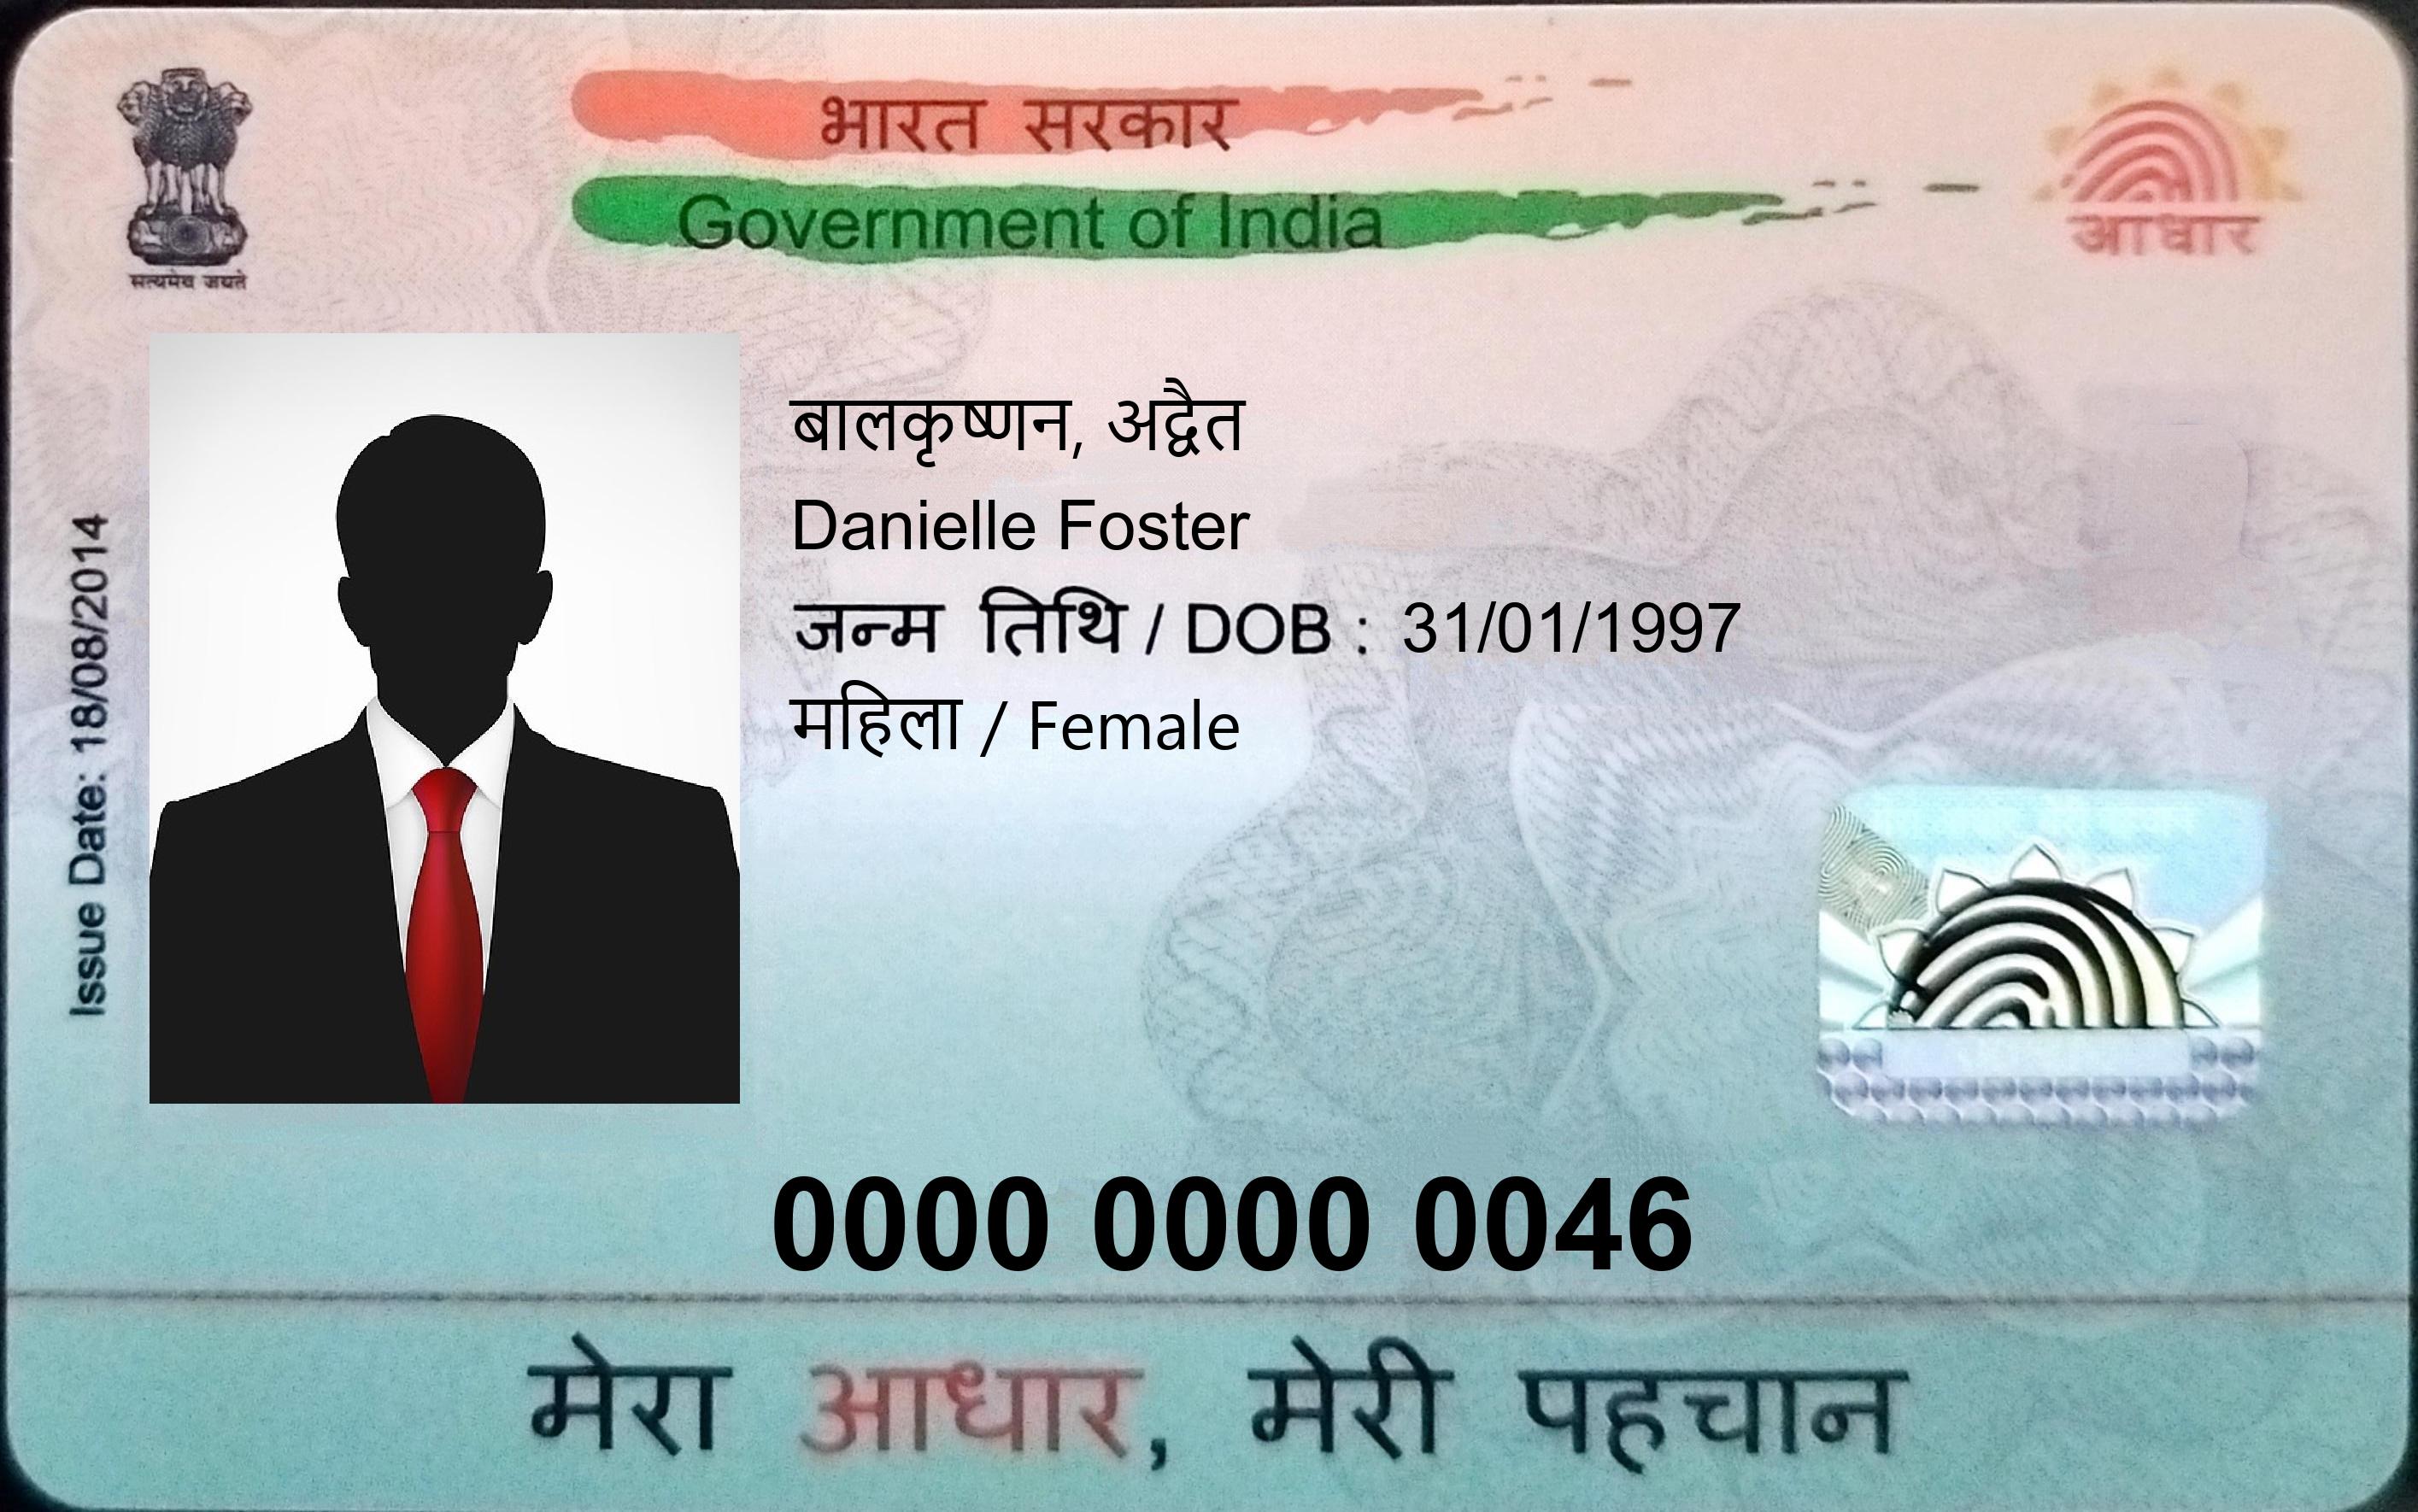 भारत सरकार
Government of India
सत्यमेव जयते
आधार
बालकृष्णन, अद्वैत
Danielle Foster
जन्म तिथि / DOB : 31/01/1997
महिला / Female
Issue Date: 18/08/2014
0000 0000 0046
मेरा आधार, मेरी पहचान